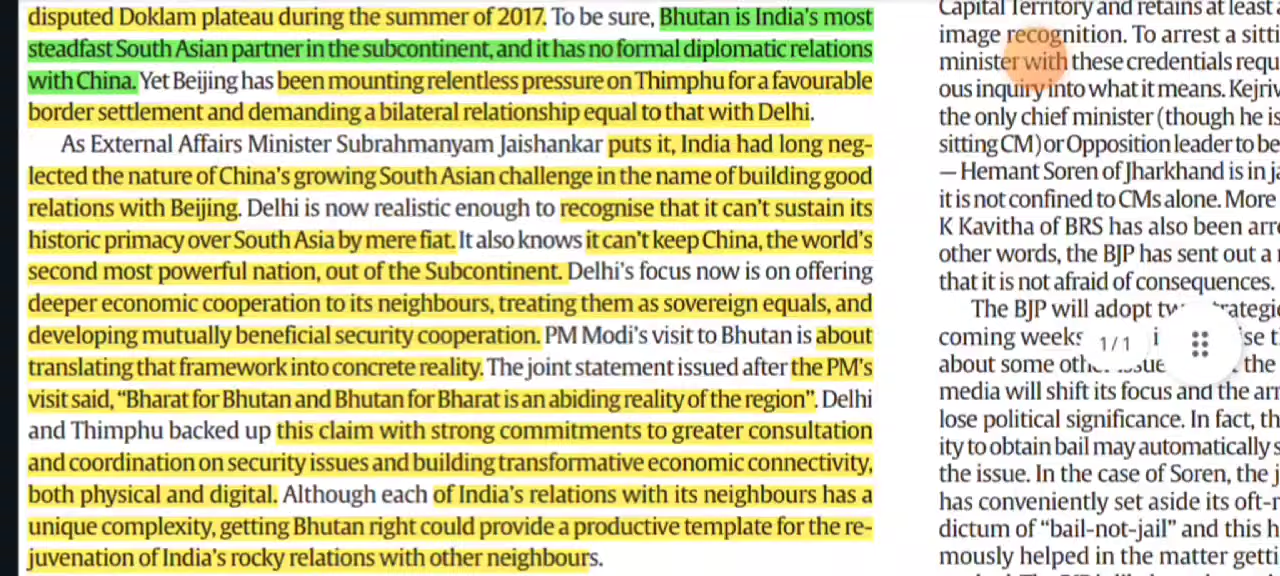 disputed Doklam plateau during the summer of 2017. To be sure, Bhutan is India's most
steadfast South Asian partner in the subcontinent, and it has no formal diplomatic relations
with China. Yet Beijing has been mounting relentless pressure on Thimphu for a favourable
border settlement and demanding a bilateral relationship equal to that with Delhi.
As External Affairs Minister Subrahmanyam Jaishankar puts it, India had long neg-
lected the nature of China's growing South Asian challenge in the name of building good
relations with Beijing. Delhi is now realistic enough to recognise that it can't sustain its
historic primacy over South Asia by mere fiat. It also knows it can't keep China, the world's
second most powerful nation, out of the Subcontinent. Delhi's focus now is on offering
deeper economic cooperation to its neighbours, treating them as sovereign equals, and
developing mutually beneficial security cooperation. PM Modi's visit to Bhutan is about
translating that framework into concrete reality. The joint statement issued after the PM's
visit said, "Bharat for Bhutan and Bhutan for Bharat is an abiding reality of the region". Delhi
and Thimphu backed up this claim with strong commitments to greater consultation
and coordination on security issues and building transformative economic connectivity,
both physical and digital. Although each of India's relations with its neighbours has a
unique complexity, getting Bhutan right could provide a productive template for the re-
juvenation of India's rocky relations with other neighbours.
Capital Territory and retains at least
image recognition. To arrest a sitti
minister with these credentials requ
ous inquiry into what it means. Kejriv
the only chief minister (though he is
sitting CM) or Opposition leader to be
— Hemant Soren of Jharkhand is in ja
it is not confined to CMs alone. More
K Kavitha of BRS has also been arre
other words, the BJP has sent out a
that it is not afraid of consequences.
The BJP will adopt
coming weeks
about some the
media will shift its focus and the arr
lose political significance. In fact, th
ity to obtain bail may automatically s
the issue. In the case of Soren, the j
has conveniently set aside its oft-r
dictum of "bail-not-jail" and this h
mously helped in the matter getti
1/1